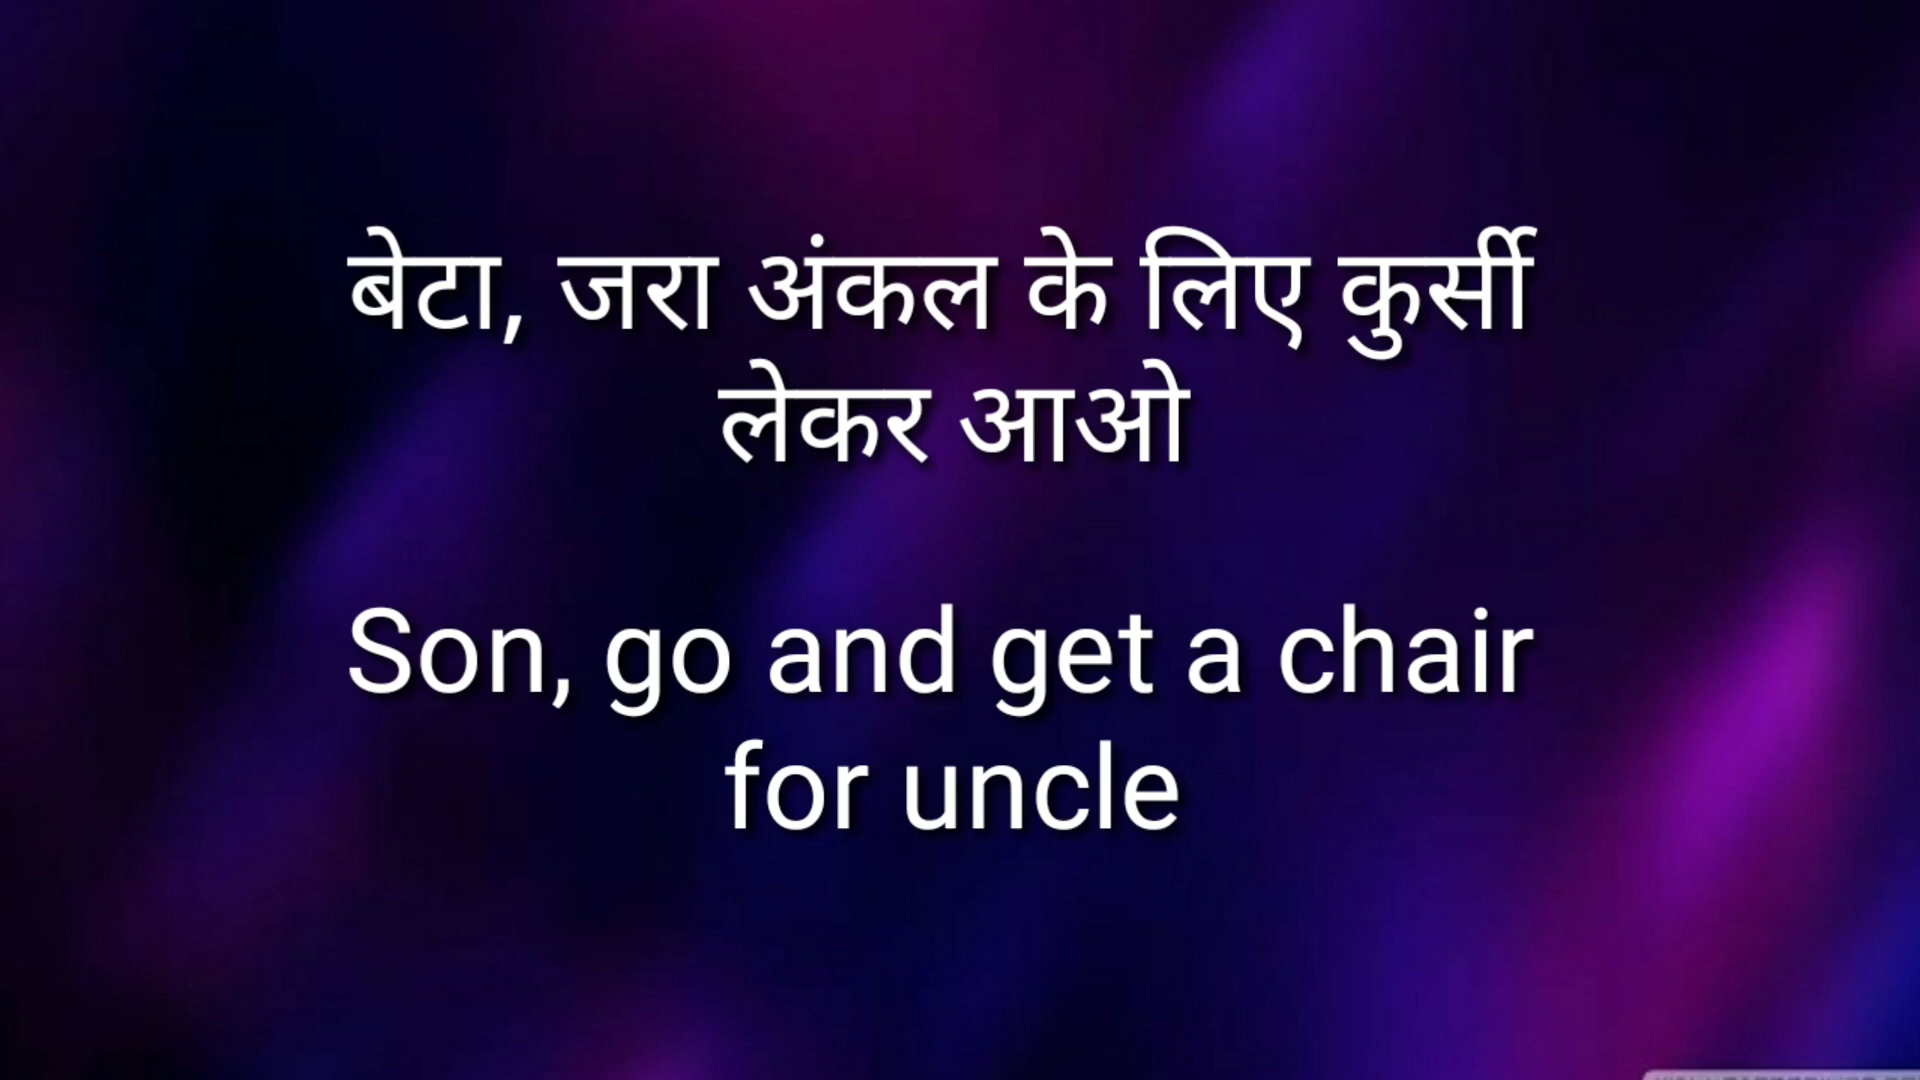 बेटा, जरा अंकल के लिए कुर्सी
लेकर आओ
Son, go and get a chair
for uncle